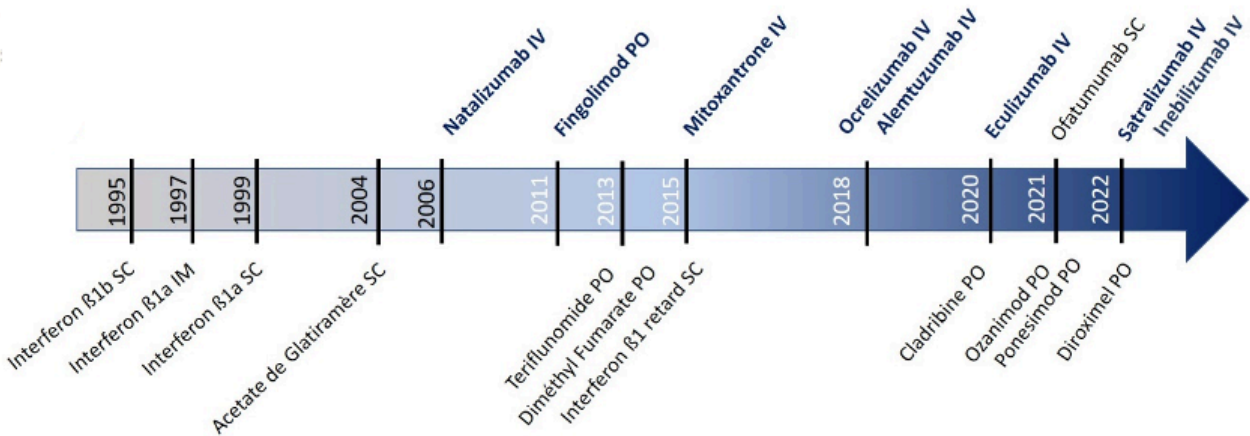 Natalizumab IV
Fingolimod PO
Mitoxantrone IV
Ocrelizumab IV
Alemtuzumab IV
Eculizumab IV
Ofatumumab SC
Satralizumab IV
Inebilizumab IV
1995
1997
1999
2004
2006
2011
2013
2015
2018
2020
2021
2022
Interferon ß1b SC
Interferon ß1a IM
Interferon ß1a SC
Acetate de Glatiramère SC
Teriflunomide PO
Diméthyl Fumarate PO
Interferon ß1 retard SC
Cladribine PO
Ozanimod PO
Ponesimod PO
Diroximel PO